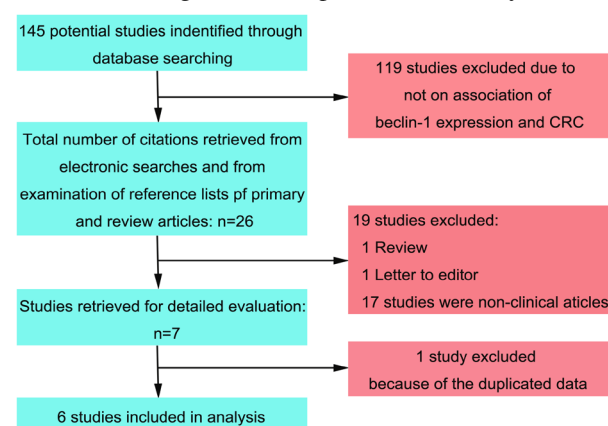 145 potential studies indentified through
database searching
119 studies excluded due to
not on association of
beclin-1 expression and CRC
Total number of citations retrieved from
electronic searches and from
examination of reference lists pf primary
and review articles: n=26
19 studies excluded:
1 Review
1 Letter to editor
17 studies were non-clinical aticles
Studies retrieved for detailed evaluation:
n=7
1 study excluded
because of the duplicated data
6 studies included in analysis